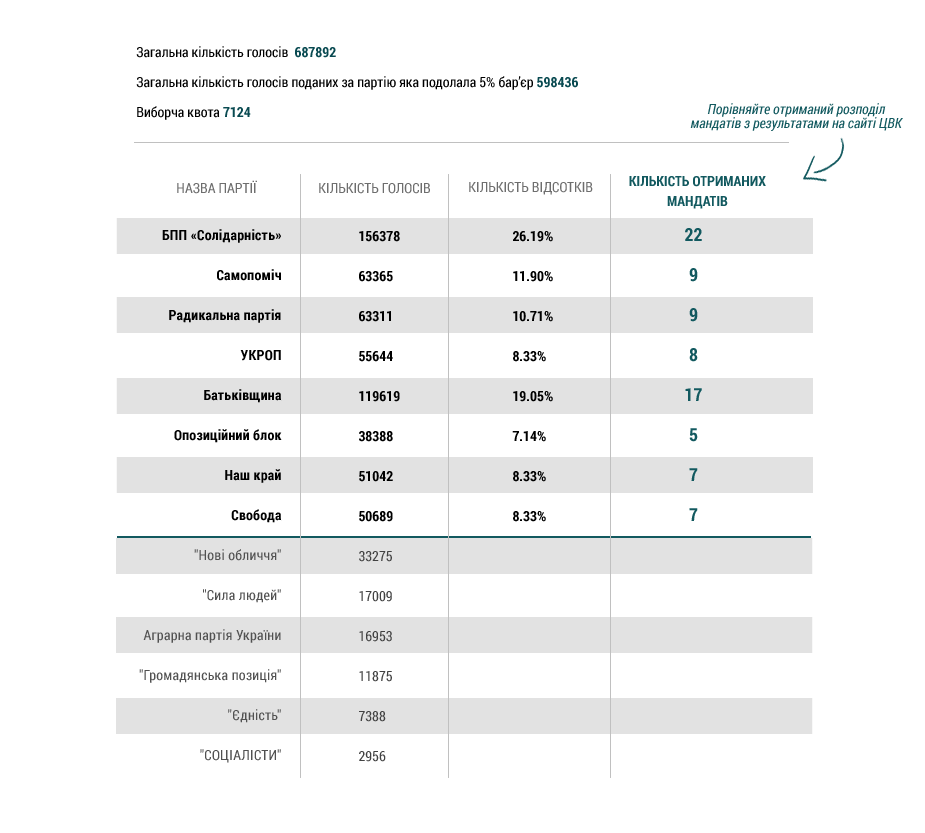 Загальна кількість голосів 687892
Загальна кількість голосів поданих за партію яка подолала 5% бар'єр 598436
Виборча квота 7124
Порівняйте отриманий розподіл
мандатів з результатами на сайті ЦВК
НАЗВА ПАРТІЇ КІЛЬКІСТЬ ГОЛОСІВ КІЛЬКІСТЬ ВІДСОТКІВ КІЛЬКІСТЬ ОТРИМАНИХ
МАНДАТІВ
БПП «Солідарність» 156378 26.19% 22
Самопоміч 63365 11.90% 9
Радикальна партія 63311 10.71% 9
УКРОП 55644 8.33% 8
Батьківщина 119619 19.05% 17
Опозиційний блок 38388 7.14% 5
Наш край 51042 8.33% 7
Свобода 50689 8.33% 7
"Нові обличчя" 33275
"Сила людей" 17009
Аграрна партія України 16953
"Громадянська позиція" 11875
"Єдність" 7388
"СОЦІАЛІСТИ" 2956